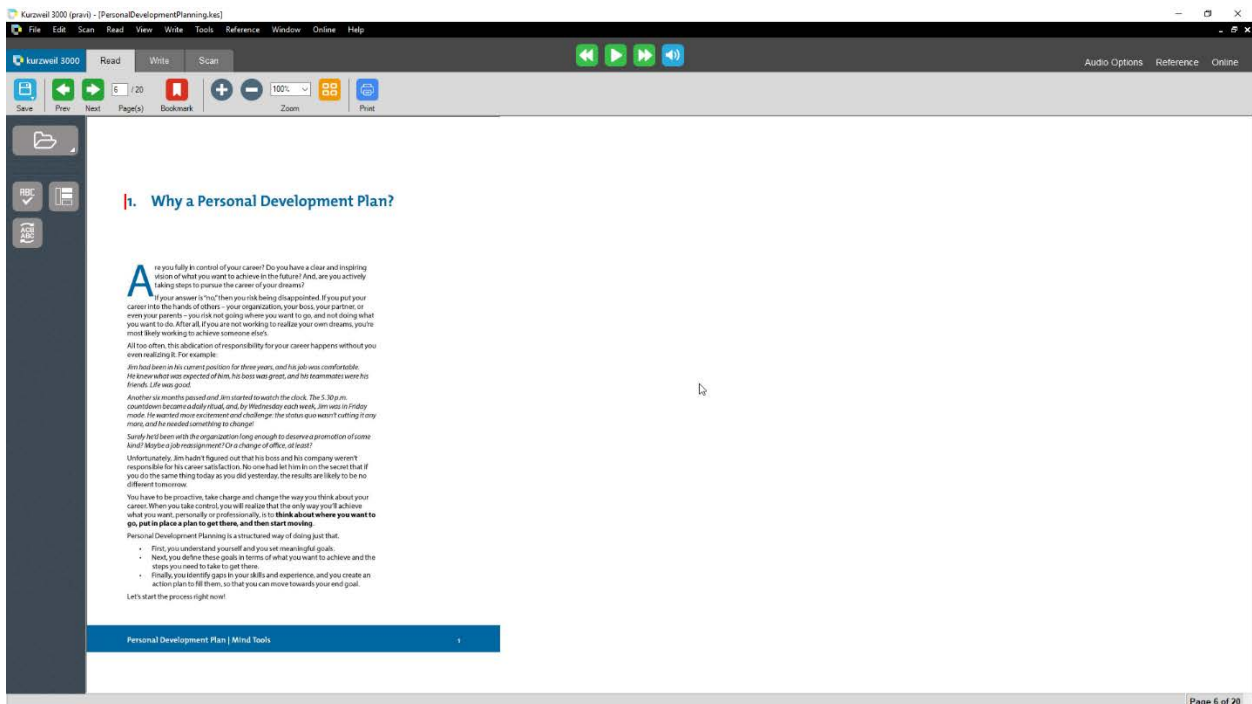 Kurzweil 3000 (pravi) - [PersonalDevelopmentPlanning.kes]
File Edit Scan Read View Write Tools Reference Window Online Help
kurzweil 3000 Read Write Scan
Audio Options Reference Online
6 / 20
100%
Save Prev Next Page(s) Bookmark Zoom Print
ABC
ACB
ABC
1. Why a Personal Development Plan?
Are you fully in control of your career? Do you have a clear and inspiring
vision of what you want to achieve in the future? And, are you actively
taking steps to pursue the career of your dreams?
If your answer is "no," then you risk being disappointed. If you put your
career into the hands of others – your organization, your boss, your partner, or
even your parents – you risk not going where you want to go, and not doing what
you want to do. After all, if you are not working to realize your own dreams, you're
most likely working to achieve someone else's.
All too often, this abdication of responsibility for your career happens without you
even realizing it. For example:
Jim had been in his current position for three years, and his job was comfortable.
He knew what was expected of him, his boss was great, and his teammates were his
friends. Life was good.
Another six months passed and Jim started to watch the clock. The 5.30 p.m.
countdown became a daily ritual, and, by Wednesday each week, Jim was in Friday
mode. He wanted more excitement and challenge: the status quo wasn't cutting it any
more, and he needed something to change!
Surely he'd been with the organization long enough to deserve a promotion of some
kind? Maybe a job reassignment? Or a change of office, at least?
Unfortunately, Jim hadn't figured out that his boss and his company weren't
responsible for his career satisfaction. No one had let him in on the secret that if
you do the same thing today as you did yesterday, the results are likely to be no
different tomorrow.
You have to be proactive, take charge and change the way you think about your
career. When you take control, you will realize that the only way you'll achieve
what you want, personally or professionally, is to think about where you want to
go, put in place a plan to get there, and then start moving.
Personal Development Planning is a structured way of doing just that.
• First, you understand yourself and you set meaningful goals.
• Next, you define these goals in terms of what you want to achieve and the
steps you need to take to get there.
• Finally, you identify gaps in your skills and experience, and you create an
action plan to fill them, so that you can move towards your end goal.
Let's start the process right now!
Personal Development Plan | Mind Tools 1
Page 6 of 20